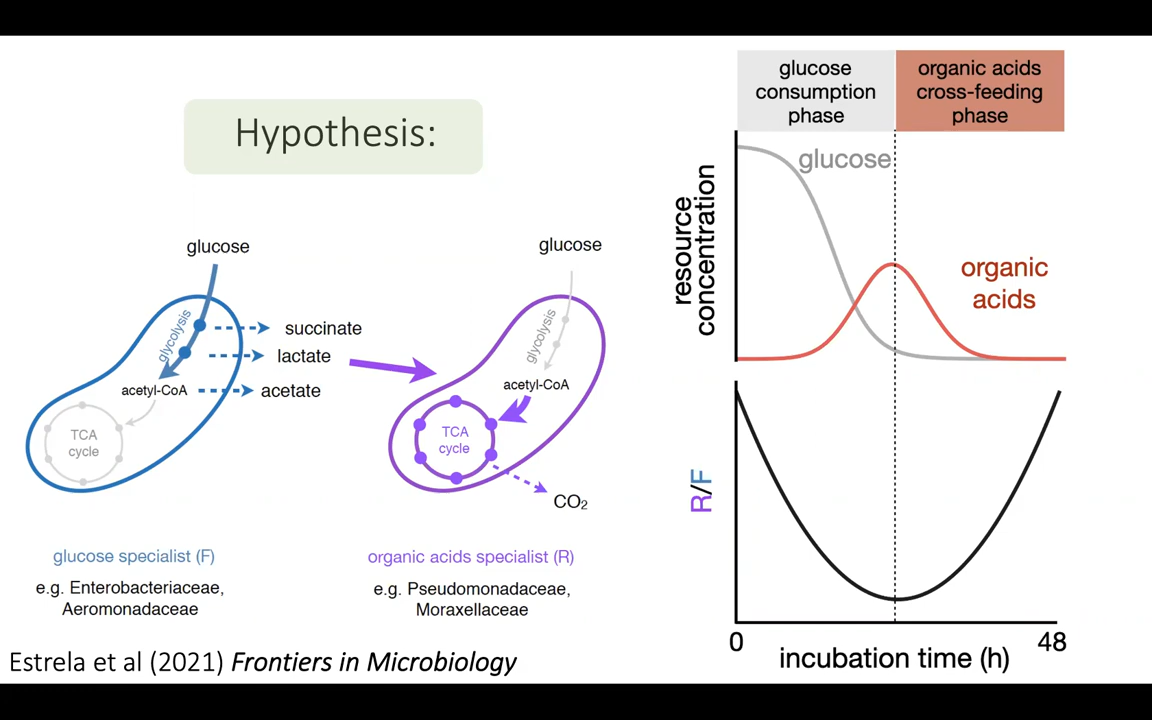 Hypothesis:
glucose
glycolysis
acetyl-CoA
TCA
cycle
succinate
lactate
acetate
glucose specialist (F)
e.g. Enterobacteriaceae,
Aeromonadaceae
glucose
glycolysis
acetyl-CoA
TCA
cycle
CO₂
organic acids specialist (R)
e.g. Pseudomonadaceae,
Moraxellaceae
Estrela et al (2021) Frontiers in Microbiology
glucose
consumption
phase
organic acids
cross-feeding
phase
resource
concentration
glucose
organic
acids
R/F
0
48
incubation time (h)